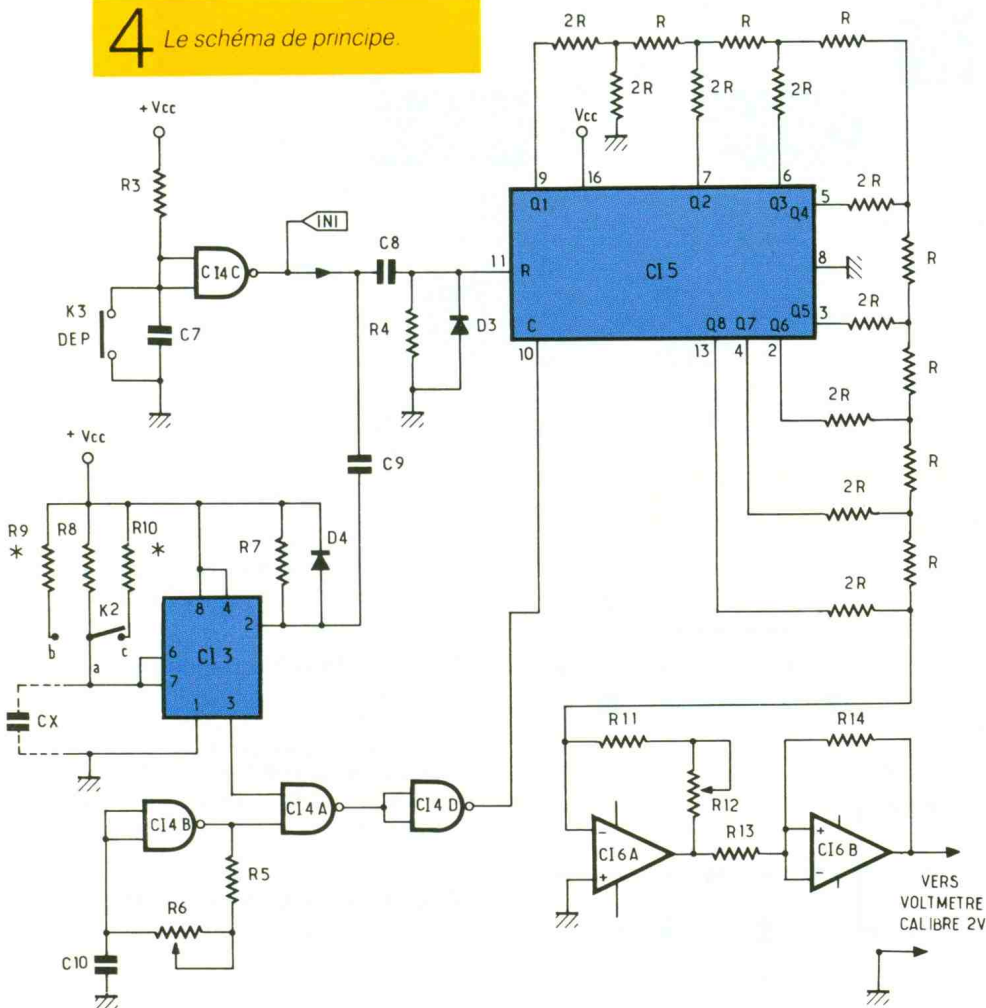 4 Le schéma de principe.
2R
R
R
R
2R
2R
2R
+ Vcc
Vcc
R3
9
16
7
6
Q1
Q2
Q3
Q4
5
2R
INI
CI4C
C8
11
R
CI 5
8
R
K3
DEP
C7
R4
D3
Q5
3
2R
C
Q8
Q7
Q6
10
13
4
2
R
2R
+ Vcc
C9
R
R9
*
R8
R10
*
R7
D4
2R
K2
8
4
2
R
b
a
c
6
7
CI 3
2R
1
3
CX
R11
R14
CI4A
CI4D
R12
CI4B
R13
-
+
CI6A
+
-
CI6B
R5
R6
VERS
VOLTMETRE
CALIBRE 2V
C10